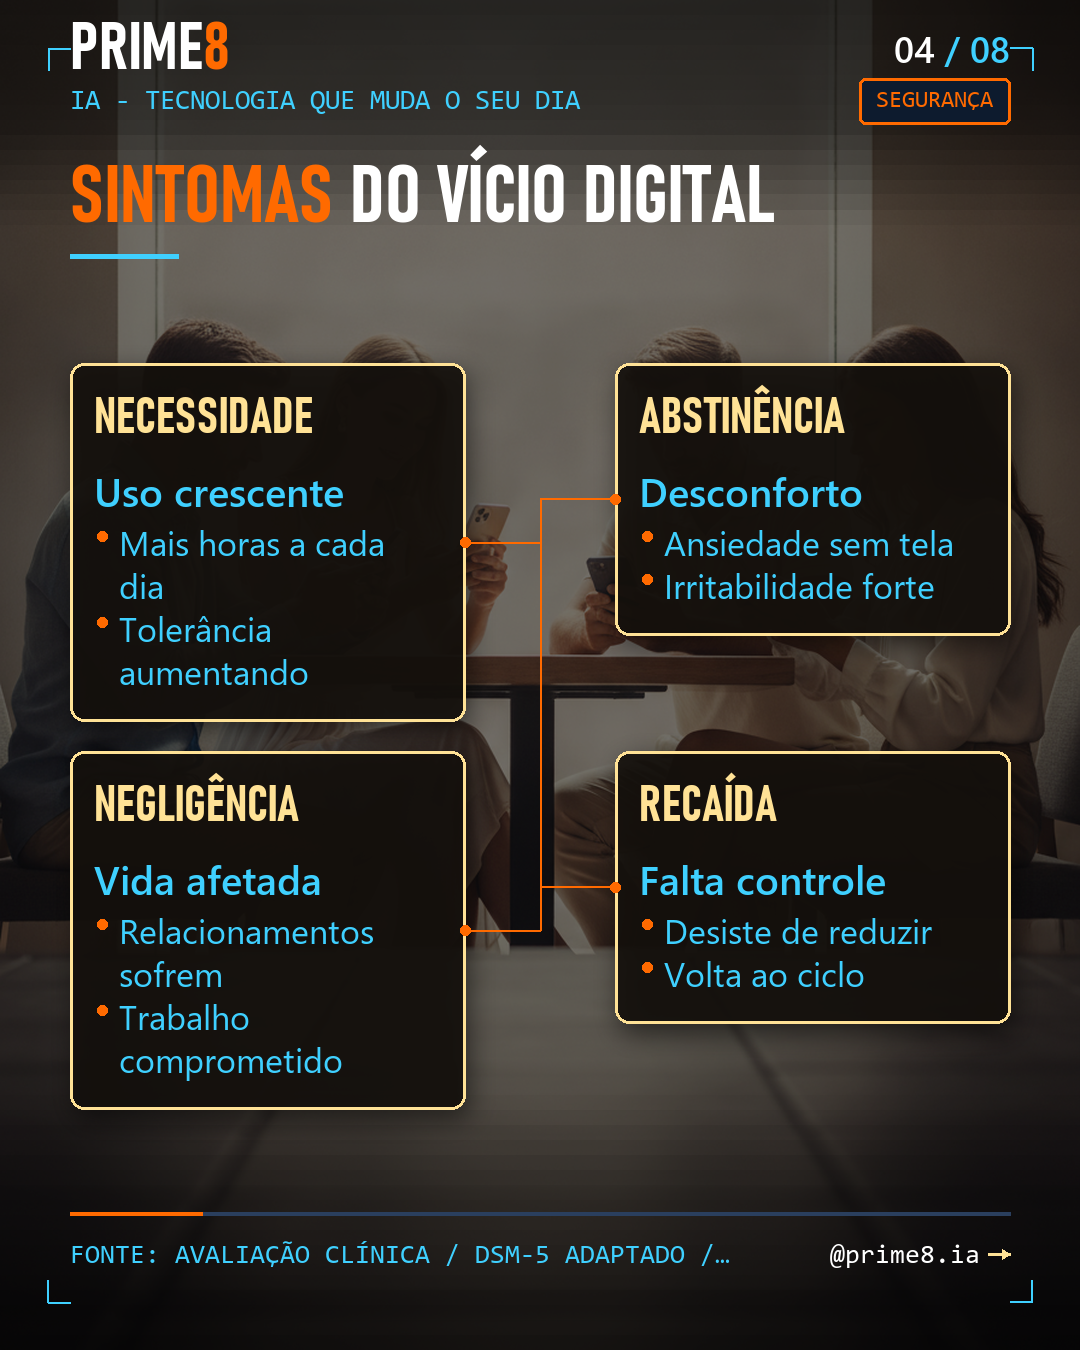 PRIME8
04 / 08
IA - TECNOLOGIA QUE MUDA O SEU DIA
SEGURANÇA
SINTOMAS DO VÍCIO DIGITAL
NECESSIDADE
Uso crescente
Mais horas a cada
dia
Tolerância
aumentando
ABSTINÊNCIA
Desconforto
Ansiedade sem tela
Irritabilidade forte
NEGLIGÊNCIA
Vida afetada
Relacionamentos
sofrem
Trabalho
comprometido
RECAÍDA
Falta controle
Desiste de reduzir
Volta ao ciclo
FONTE: AVALIAÇÃO CLÍNICA / DSM-5 ADAPTADO /…
@prime8.ia